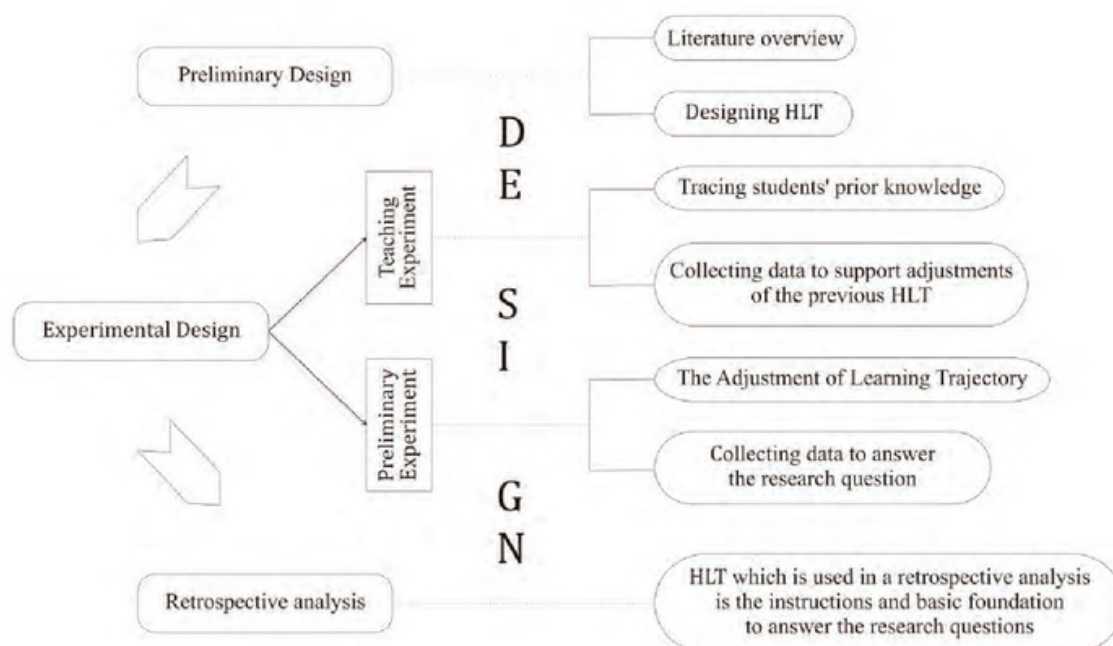 Preliminary Design
Literature overview
Designing HLT
D
E
S
I
G
N
Teaching
Experiment
Tracing students' prior knowledge
Collecting data to support adjustments
of the previous HLT
Experimental Design
Preliminary
Experiment
The Adjustment of Learning Trajectory
Collecting data to answer
the research question
Retrospective analysis
HLT which is used in a retrospective analysis
is the instructions and basic foundation
to answer the research questions